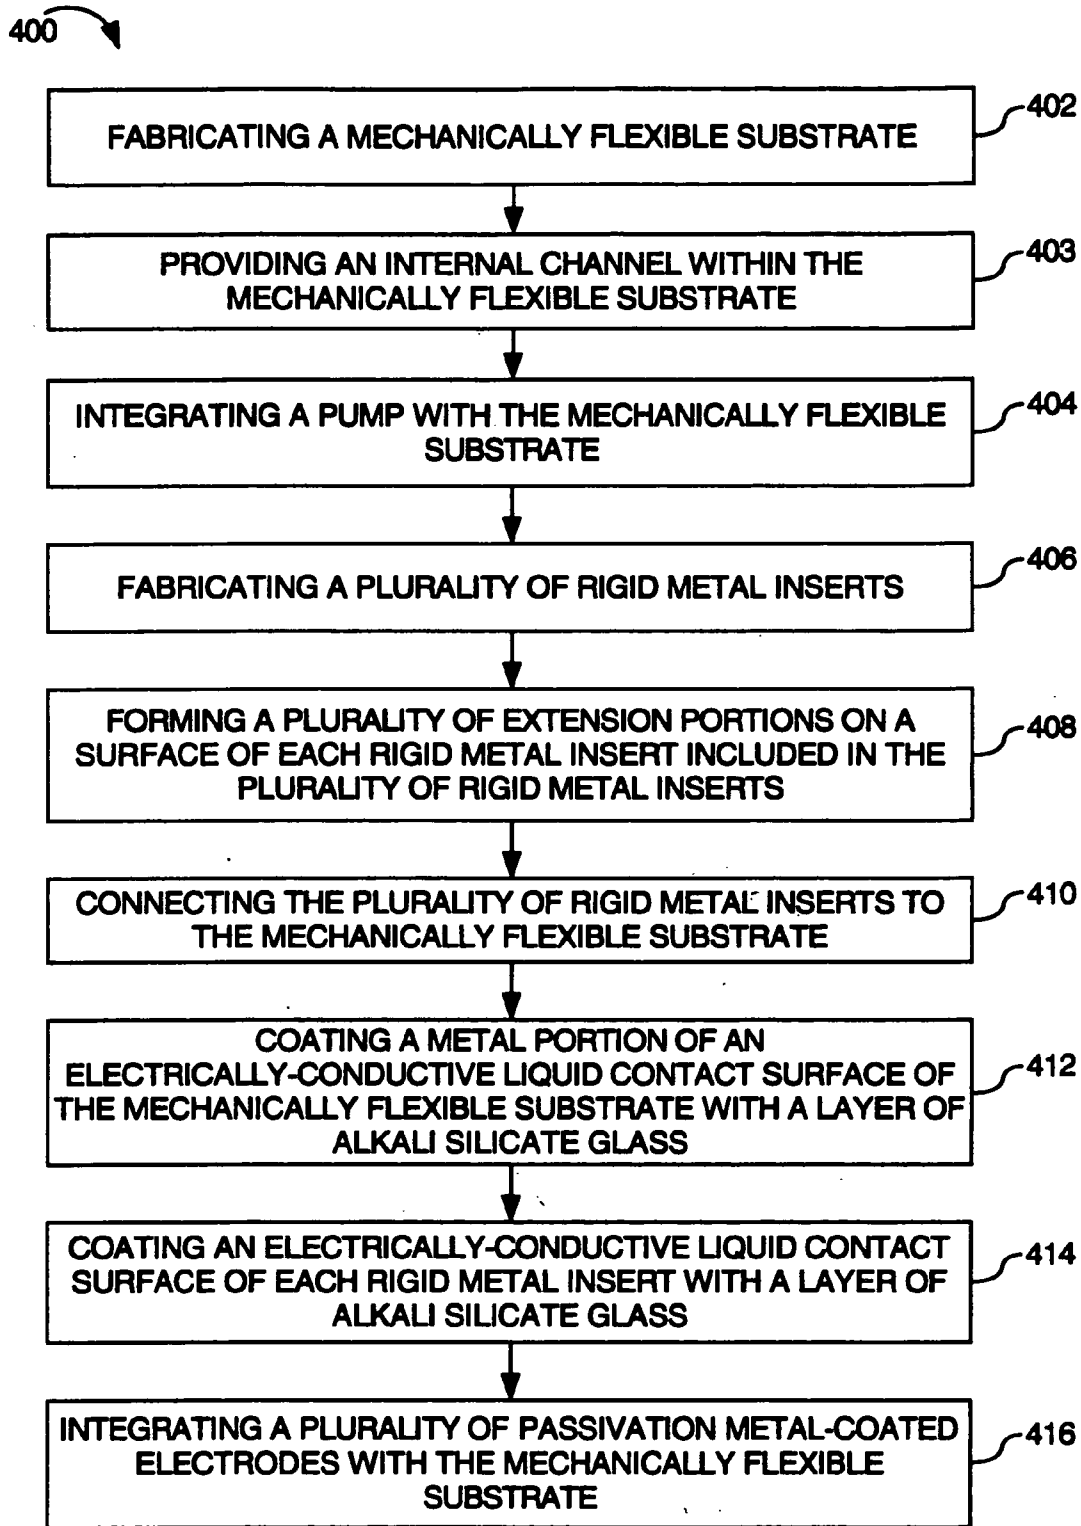 400
FABRICATING A MECHANICALLY FLEXIBLE SUBSTRATE
402
PROVIDING AN INTERNAL CHANNEL WITHIN THE
MECHANICALLY FLEXIBLE SUBSTRATE
403
INTEGRATING A PUMP WITH THE MECHANICALLY FLEXIBLE
SUBSTRATE
404
FABRICATING A PLURALITY OF RIGID METAL INSERTS
406
FORMING A PLURALITY OF EXTENSION PORTIONS ON A
SURFACE OF EACH RIGID METAL INSERT INCLUDED IN THE
PLURALITY OF RIGID METAL INSERTS
408
CONNECTING THE PLURALITY OF RIGID METAL INSERTS TO
THE MECHANICALLY FLEXIBLE SUBSTRATE
410
COATING A METAL PORTION OF AN
ELECTRICALLY-CONDUCTIVE LIQUID CONTACT SURFACE OF
THE MECHANICALLY FLEXIBLE SUBSTRATE WITH A LAYER OF
ALKALI SILICATE GLASS
412
COATING AN ELECTRICALLY-CONDUCTIVE LIQUID CONTACT
SURFACE OF EACH RIGID METAL INSERT WITH A LAYER OF
ALKALI SILICATE GLASS
414
INTEGRATING A PLURALITY OF PASSIVATION METAL-COATED
ELECTRODES WITH THE MECHANICALLY FLEXIBLE
SUBSTRATE
416